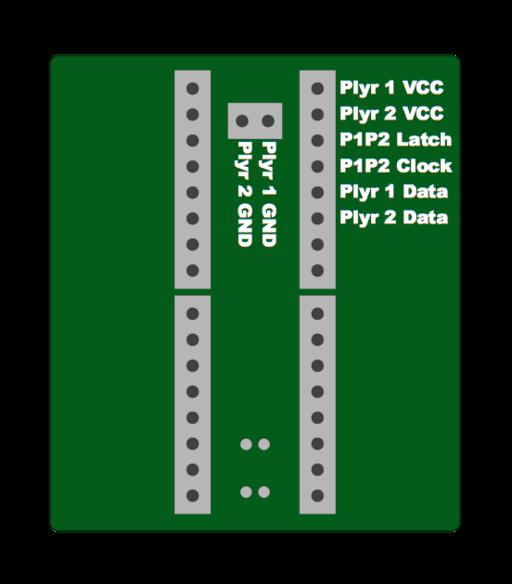 Plyr 1 VCC
Plyr 2 VCC
P1P2 Latch
P1P2 Clock
Plyr 1 Data
Plyr 2 Data
Plyr 1 GND
Plyr 2 GND